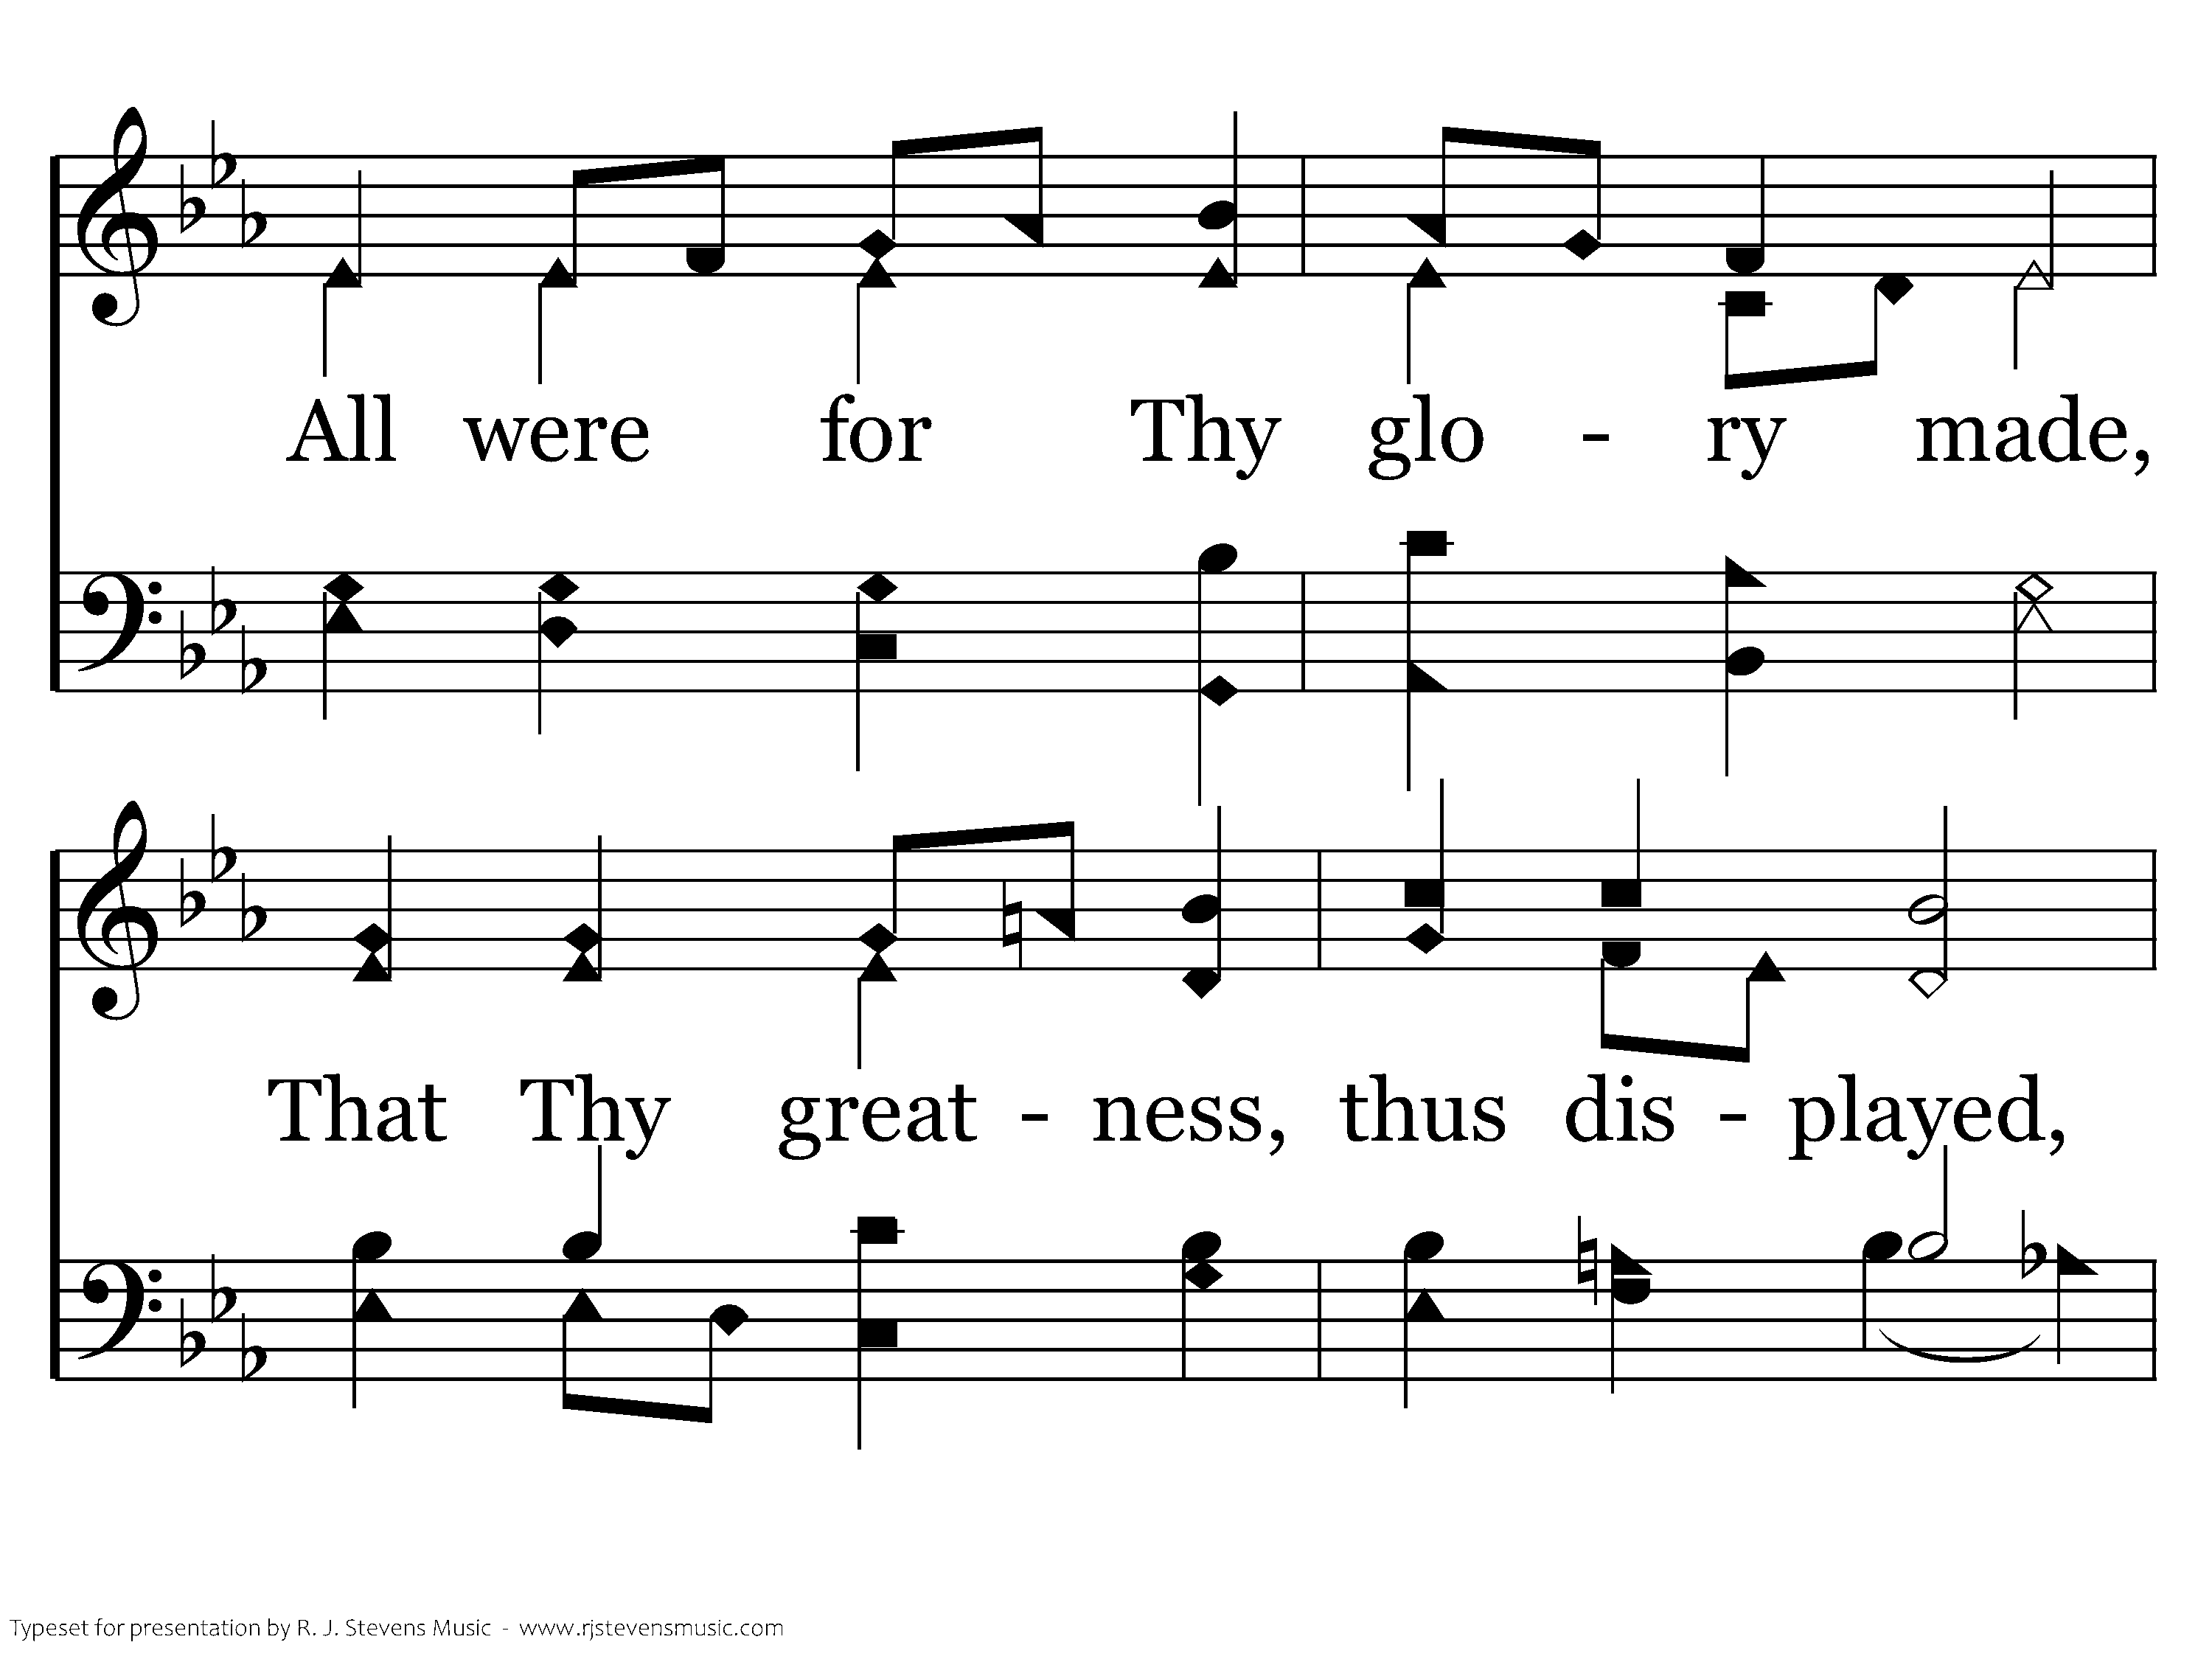 All were for Thy glo - ry made,
That Thy great - ness, thus dis - played,
Typeset for presentation by R. J. Stevens Music - www.rjstevensmusic.com